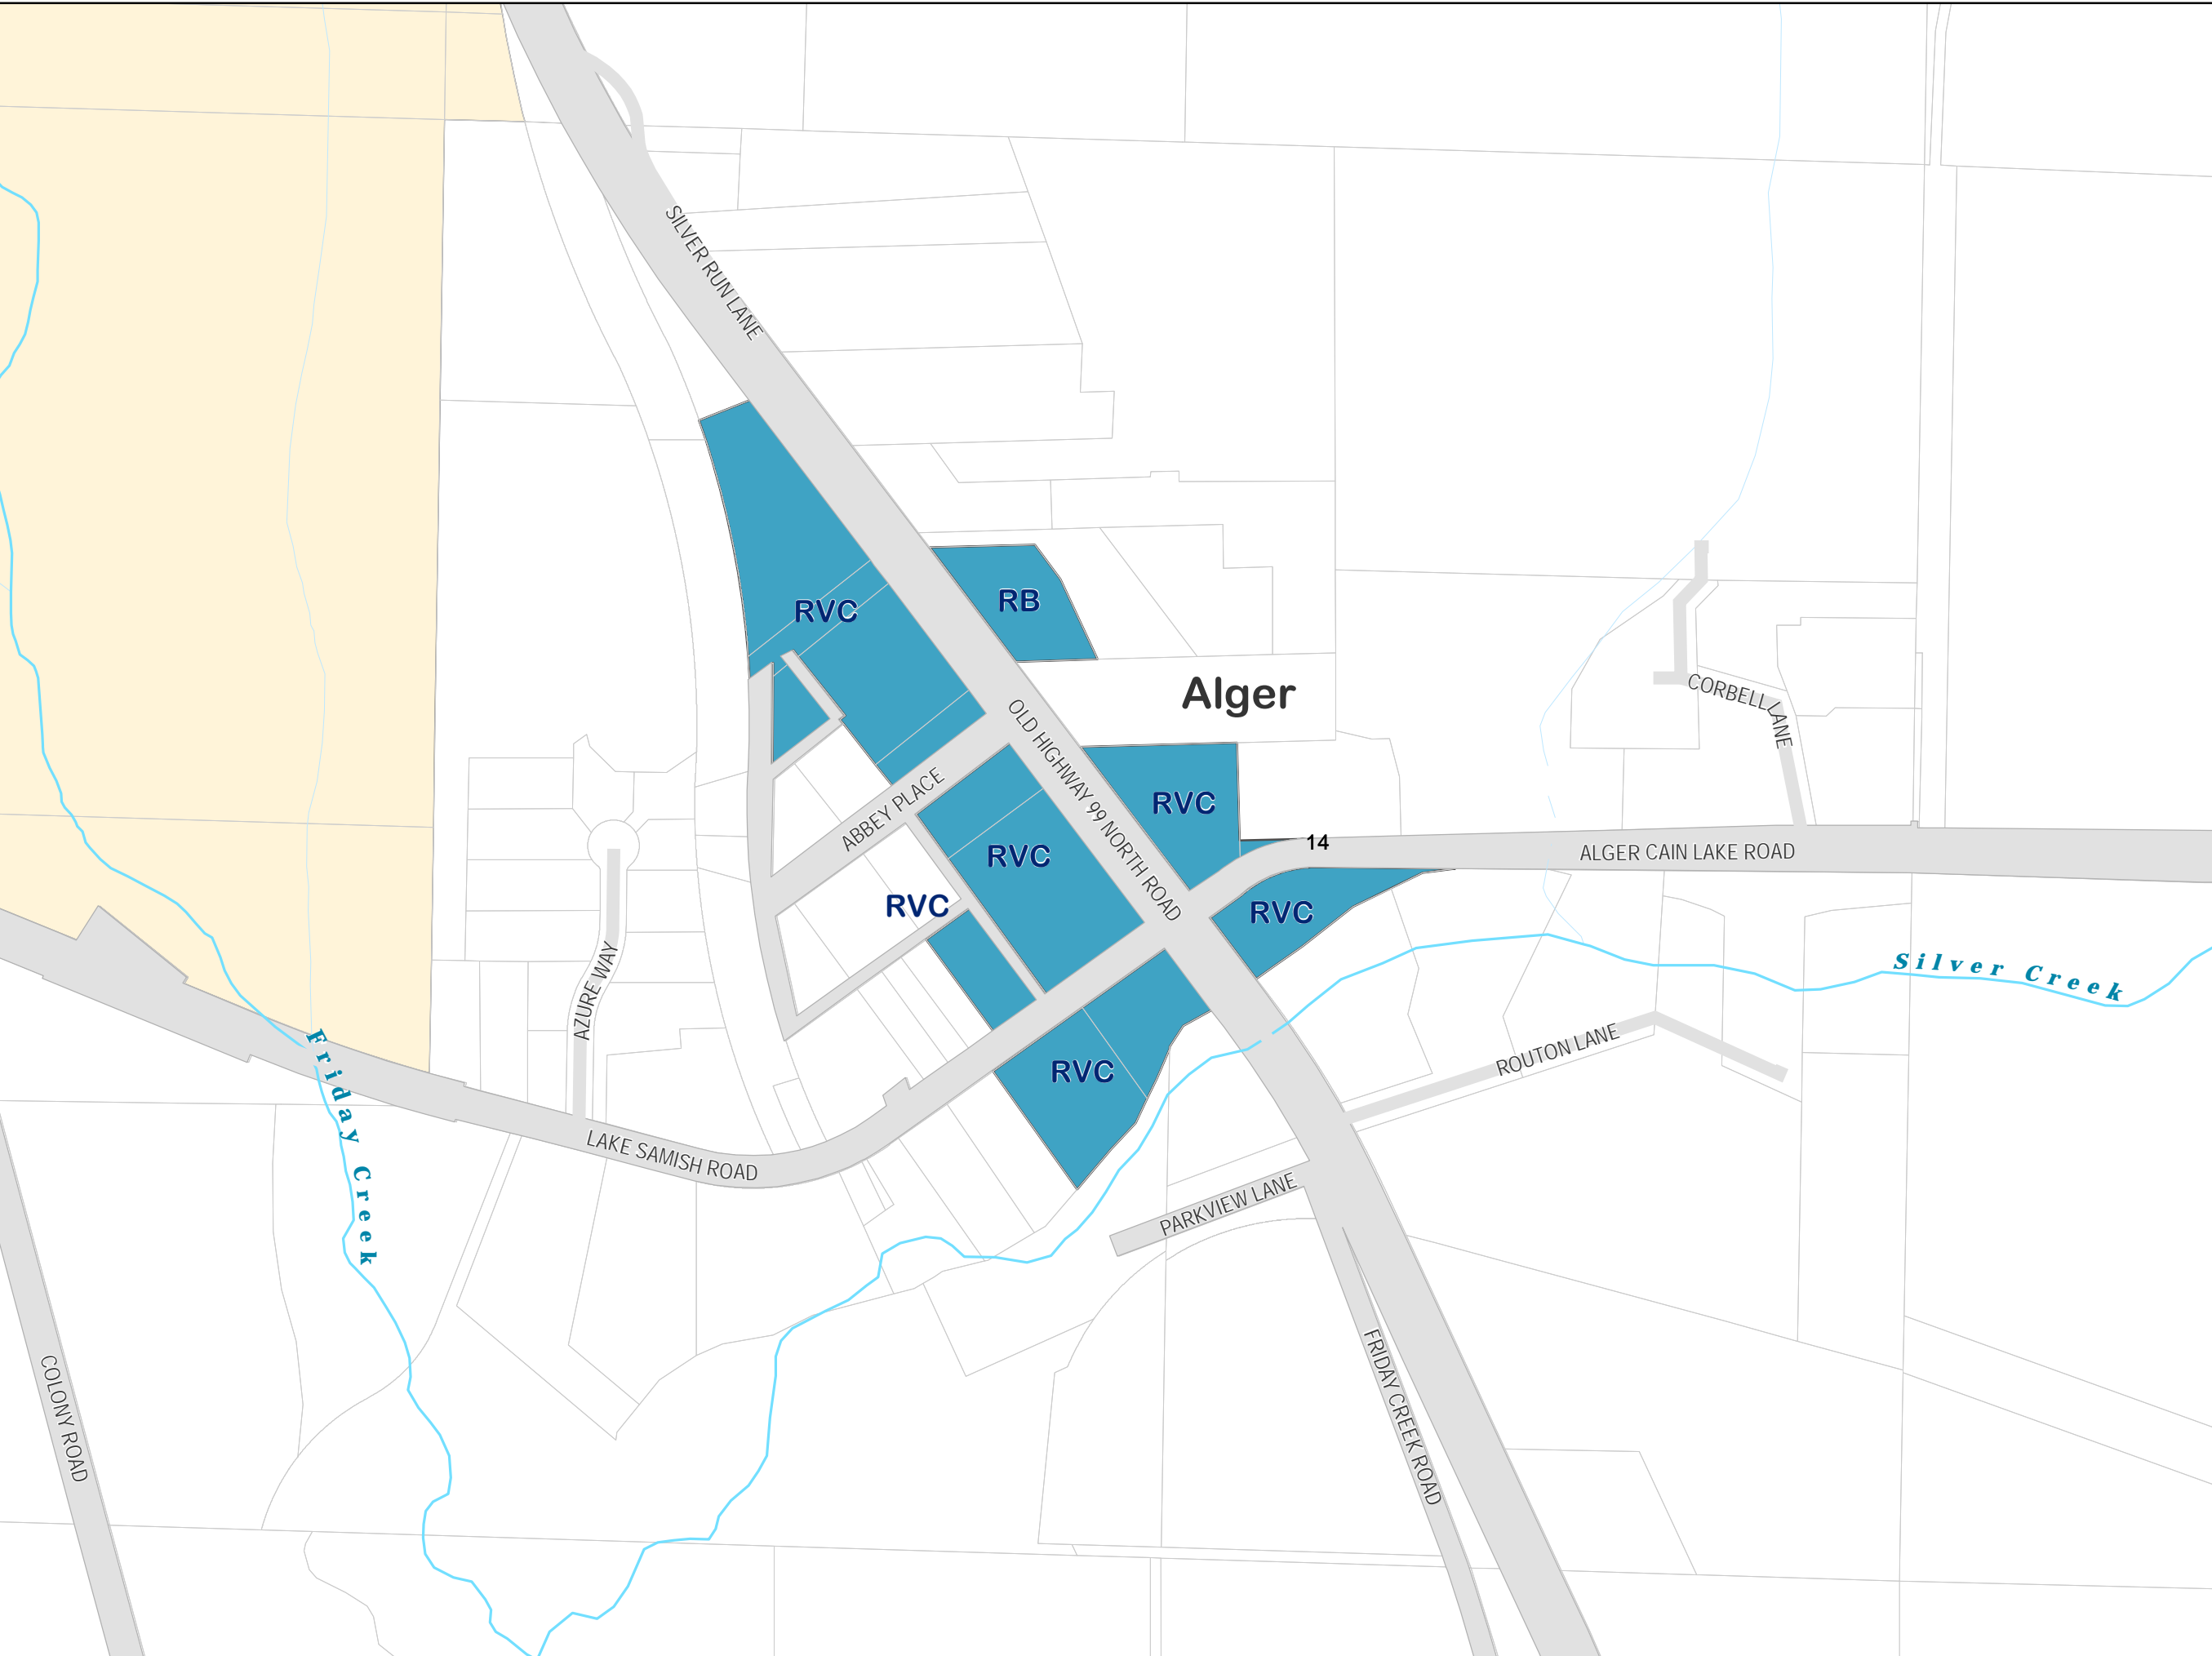 SILVER RUN LANE
RVC
RB
Alger
CORBELL LANE
OLD HIGHWAY 99 NORTH ROAD
ABBEY PLACE
RVC
RVC
14
ALGER CAIN LAKE ROAD
RVC
RVC
Silver Creek
AZURE WAY
Friday Creek
ROUTON LANE
RVC
LAKE SAMISH ROAD
PARKVIEW LANE
COLONY ROAD
FRIDAY CREEK ROAD